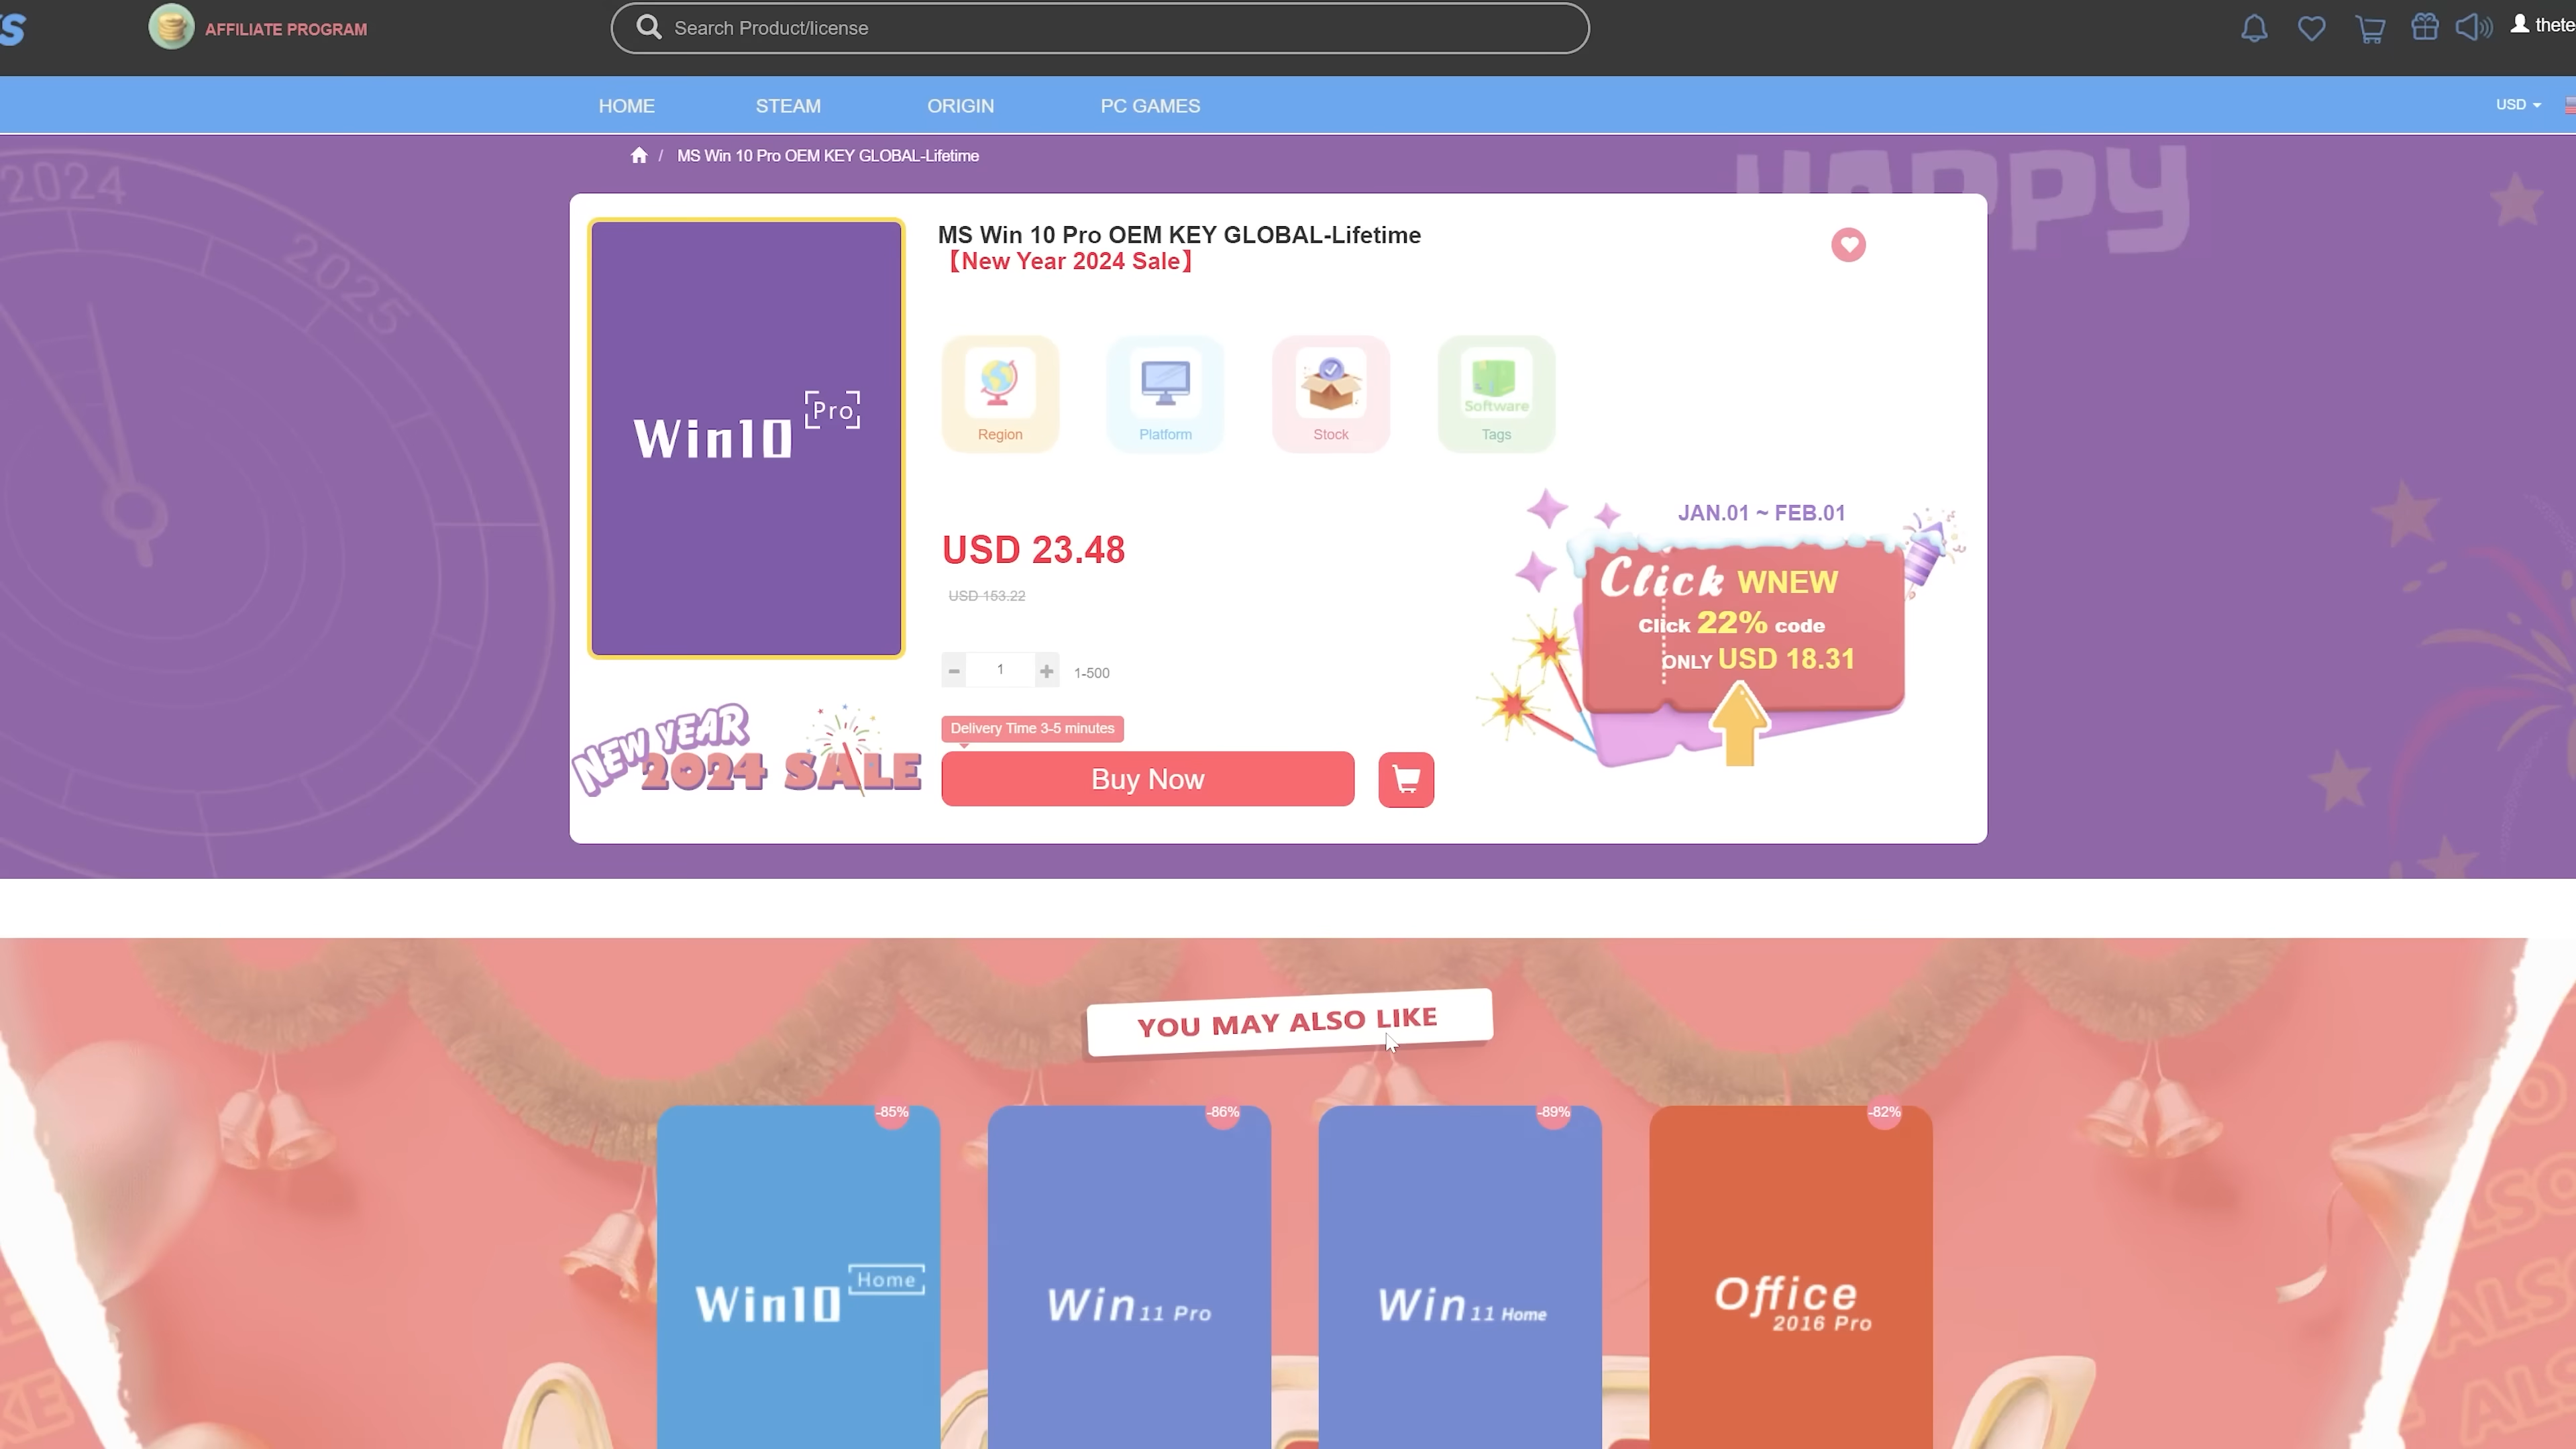 S
AFFILIATE PROGRAM
Search Product/license
thete
HOME
STEAM
ORIGIN
PC GAMES
USD
MS Win 10 Pro OEM KEY GLOBAL-Lifetime
2024
2025
HAPPY
MS Win 10 Pro OEM KEY GLOBAL-Lifetime
【New Year 2024 Sale】
Win10 Pro
Region
Platform
Stock
Software
Tags
USD 23.48
USD 153.22
1
1-500
Delivery Time 3-5 minutes
Buy Now
JAN.01 ~ FEB.01
Click WNEW
Click 22% code
ONLY USD 18.31
NEW YEAR
2024 SALE
YOU MAY ALSO LIKE
-85%
-86%
-89%
-82%
Win10 Home
Win 11 Pro
Win 11 Home
Office
2016 Pro
ALSO
ALSO